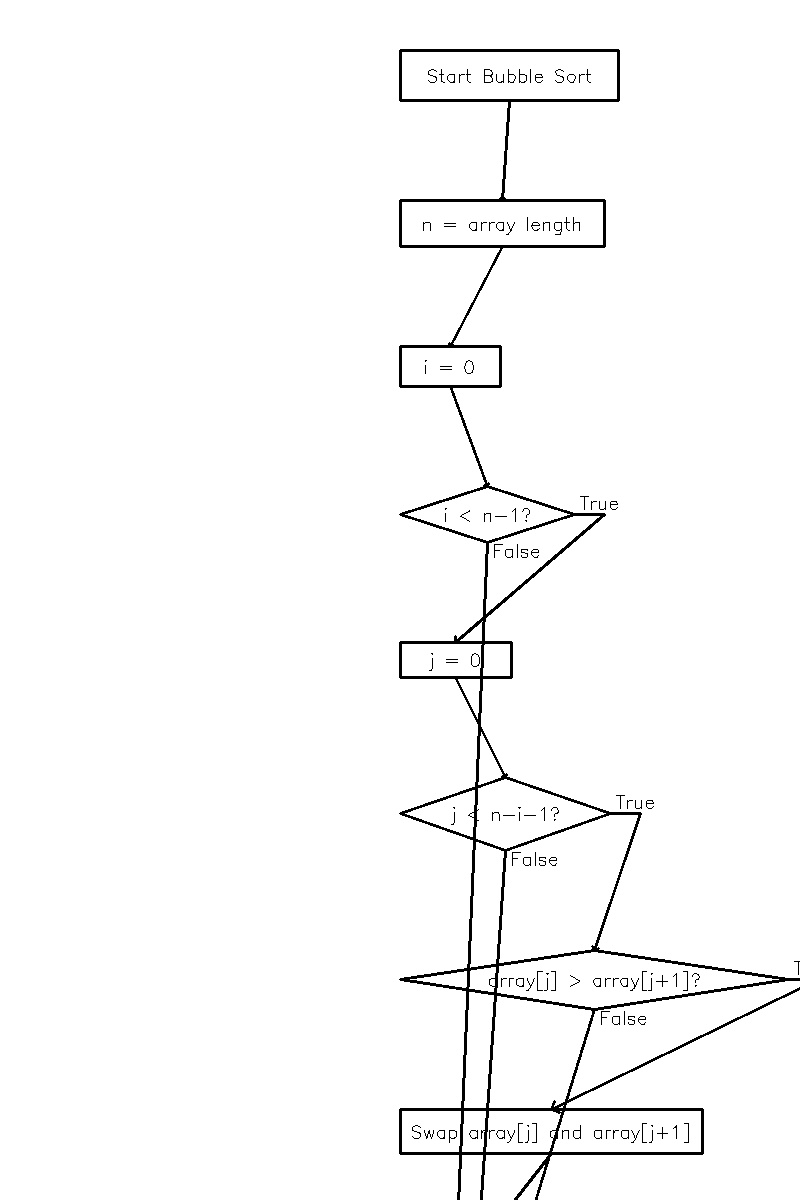 Start Bubble Sort
n = array length
i = 0
i < n-1?
True
False
j = 0
j < n-i-1?
True
False
array[j] > array[j+1]?
False
Swap array[j] and array[j+1]